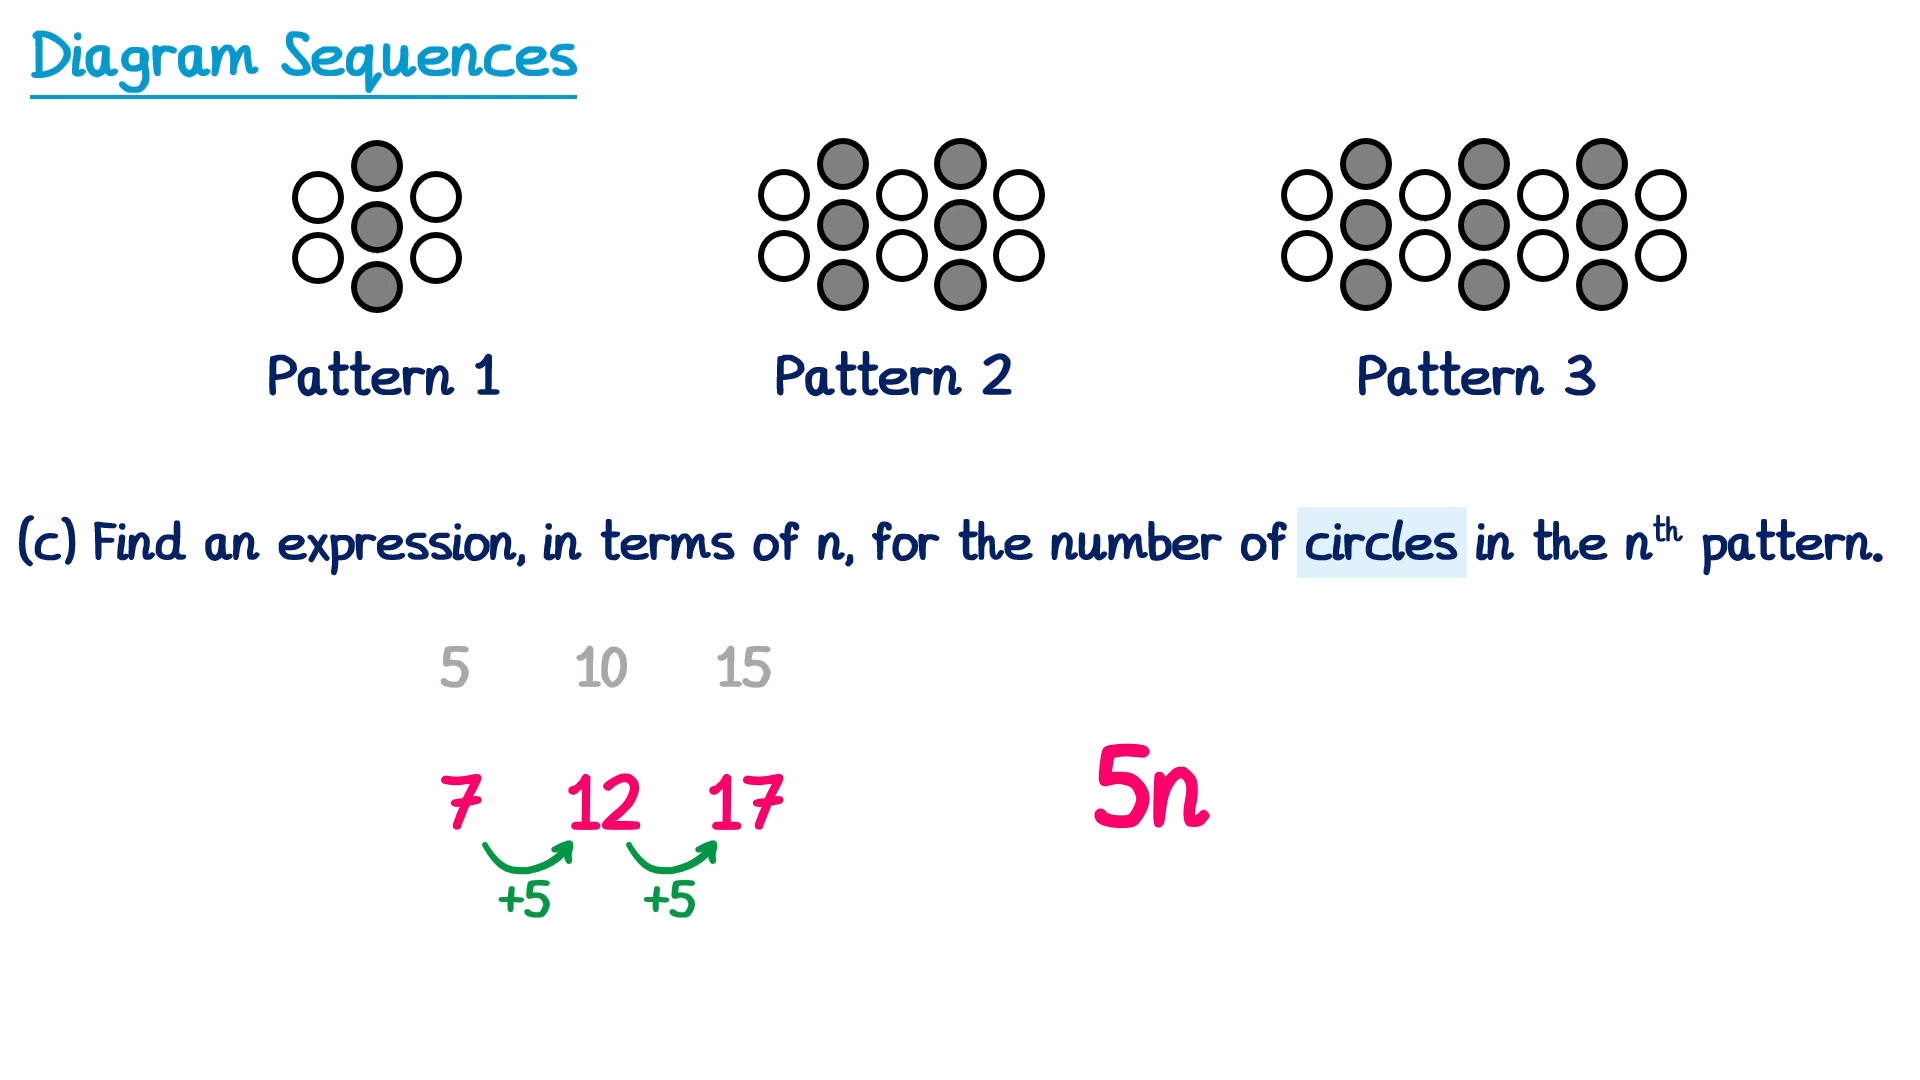 Diagram Sequences
Pattern 1 Pattern 2 Pattern 3
(c) Find an expression, in terms of n, for the number of circles in the nᵗʰ pattern.
5 10 15
7 12 17 5n
+5 +5